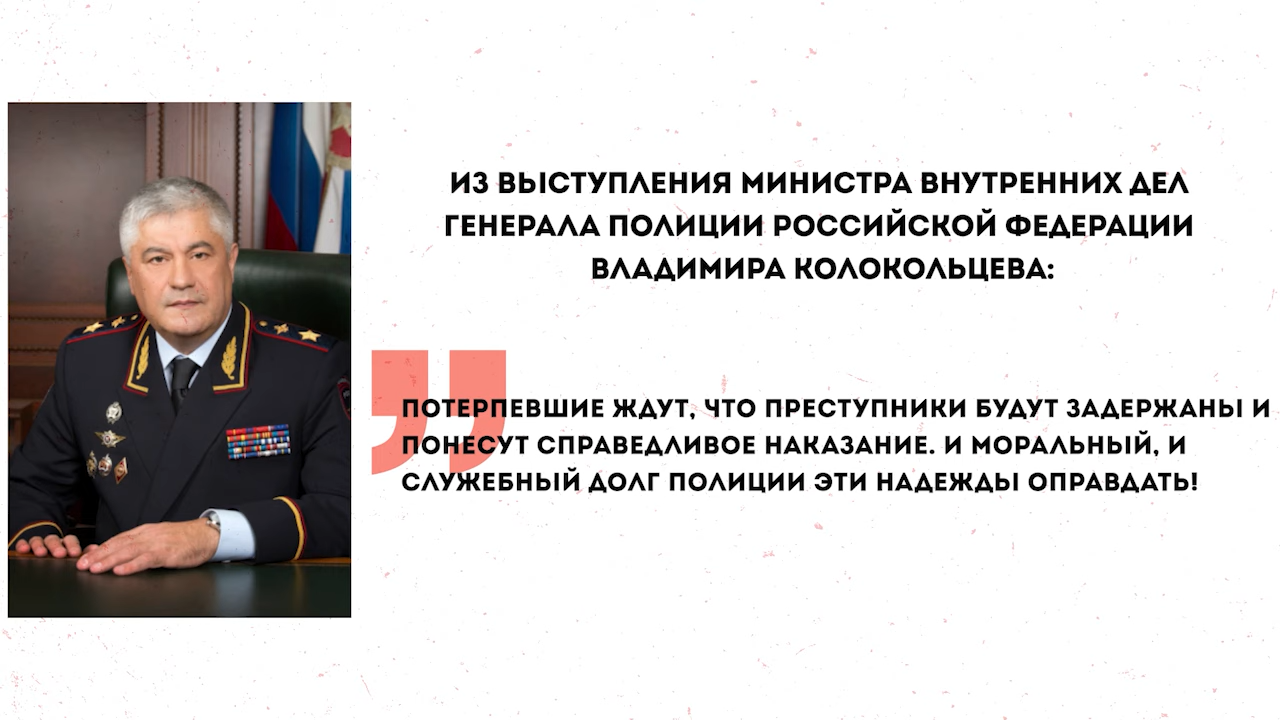 ИЗ ВЫСТУПЛЕНИЯ МИНИСТРА ВНУТРЕННИХ ДЕЛ
ГЕНЕРАЛА ПОЛИЦИИ РОССИЙСКОЙ ФЕДЕРАЦИИ
ВЛАДИМИРА КОЛОКОЛЬЦЕВА:
ПОТЕРПЕВШИЕ ЖДУТ, ЧТО ПРЕСТУПНИКИ БУДУТ ЗАДЕРЖАНЫ И
ПОНЕСУТ СПРАВЕДЛИВОЕ НАКАЗАНИЕ. И МОРАЛЬНЫЙ, И
СЛУЖЕБНЫЙ ДОЛГ ПОЛИЦИИ ЭТИ НАДЕЖДЫ ОПРАВДАТЬ!